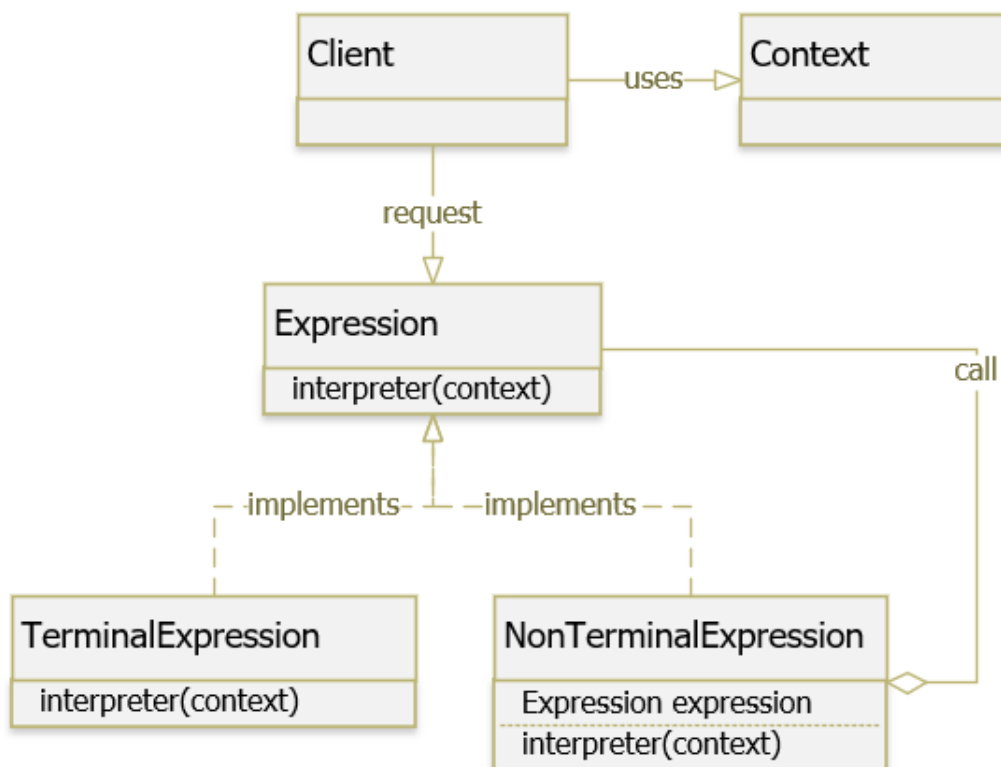 Client
uses
Context
request
Expression
interpreter(context)
call
implements
implements
TerminalExpression
interpreter(context)
NonTerminalExpression
Expression expression
interpreter(context)